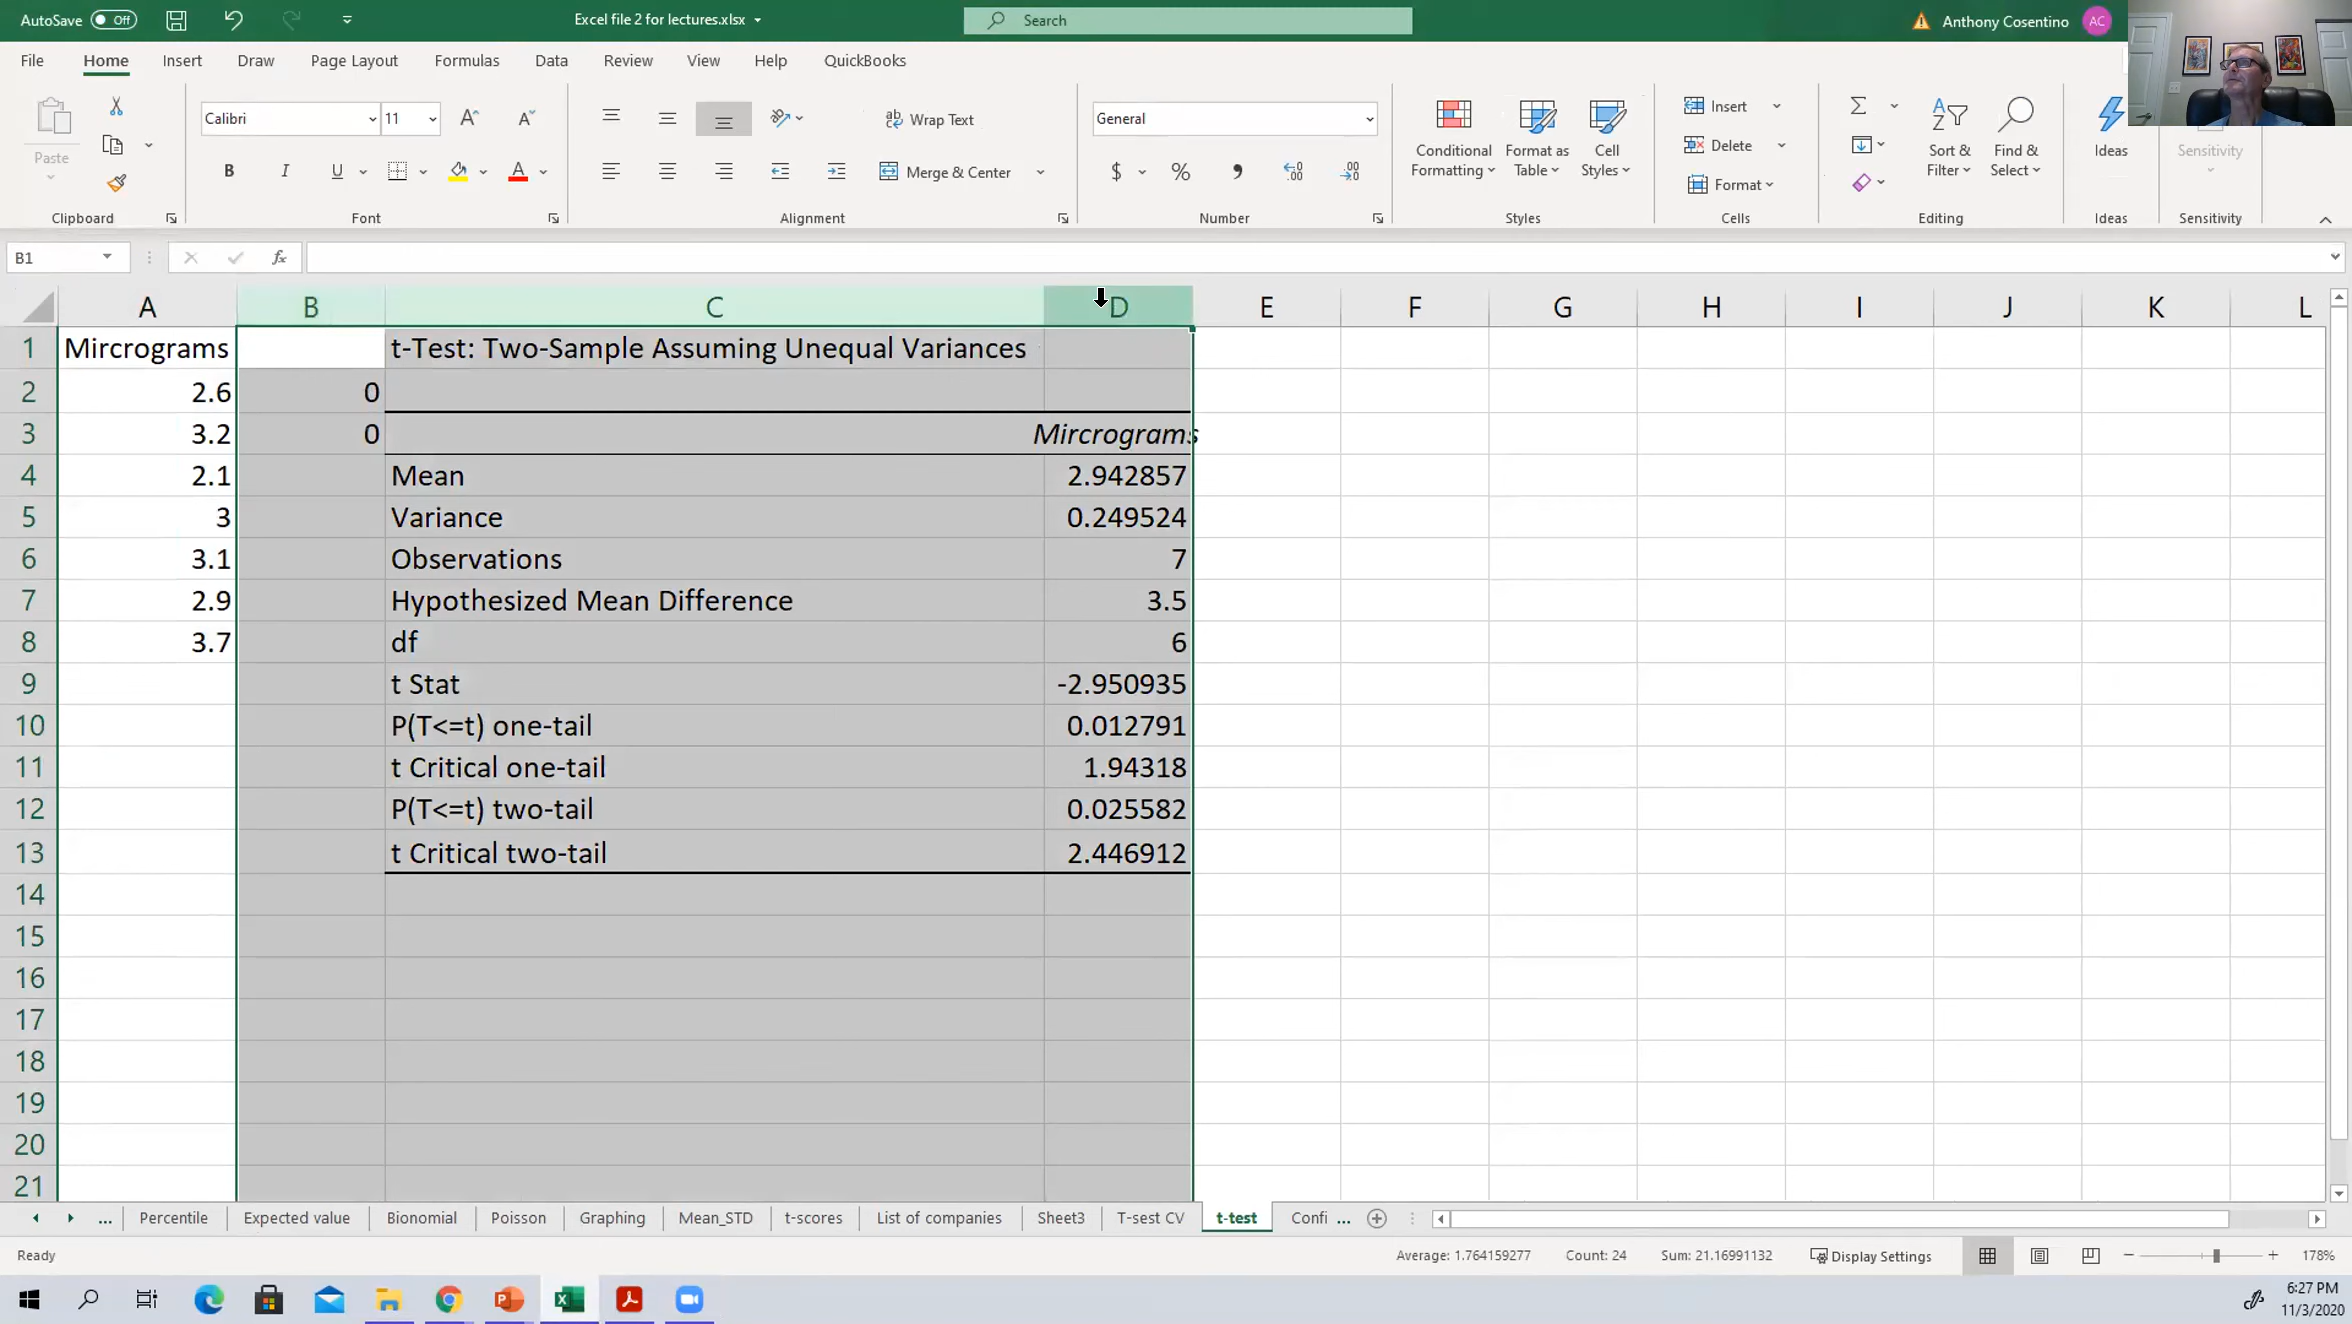 AutoSave Off Excel file 2 for lectures.xlsx Search Anthony Cosentino AC
File Home Insert Draw Page Layout Formulas Data Review View Help QuickBooks
Paste
Calibri 11
B I U
Wrap Text
Merge & Center
General
$ % ,
Conditional Formatting
Format as Table
Cell Styles
Insert
Delete
Format
Sort & Filter
Find & Select
Ideas
Sensitivity
Clipboard Font Alignment Number Styles Cells Editing Ideas Sensitivity
B1 fx
A B C D E F G H I J K L
1 Mircrograms t-Test: Two-Sample Assuming Unequal Variances
2 2.6 0
3 3.2 0 Mircrograms
4 2.1 Mean 2.942857
5 3 Variance 0.249524
6 3.1 Observations 7
7 2.9 Hypothesized Mean Difference 3.5
8 3.7 df 6
9 t Stat -2.950935
10 P(T<=t) one-tail 0.012791
11 t Critical one-tail 1.94318
12 P(T<=t) two-tail 0.025582
13 t Critical two-tail 2.446912
14
15
16
17
18
19
20
21
... Percentile Expected value Binomial Poisson Graphing Mean_STD t-scores List of companies Sheet3 T-sest CV t-test Confi ...
Ready Average: 1.764159277 Count: 24 Sum: 21.16991132 Display Settings 178%
6:27 PM
11/3/2020